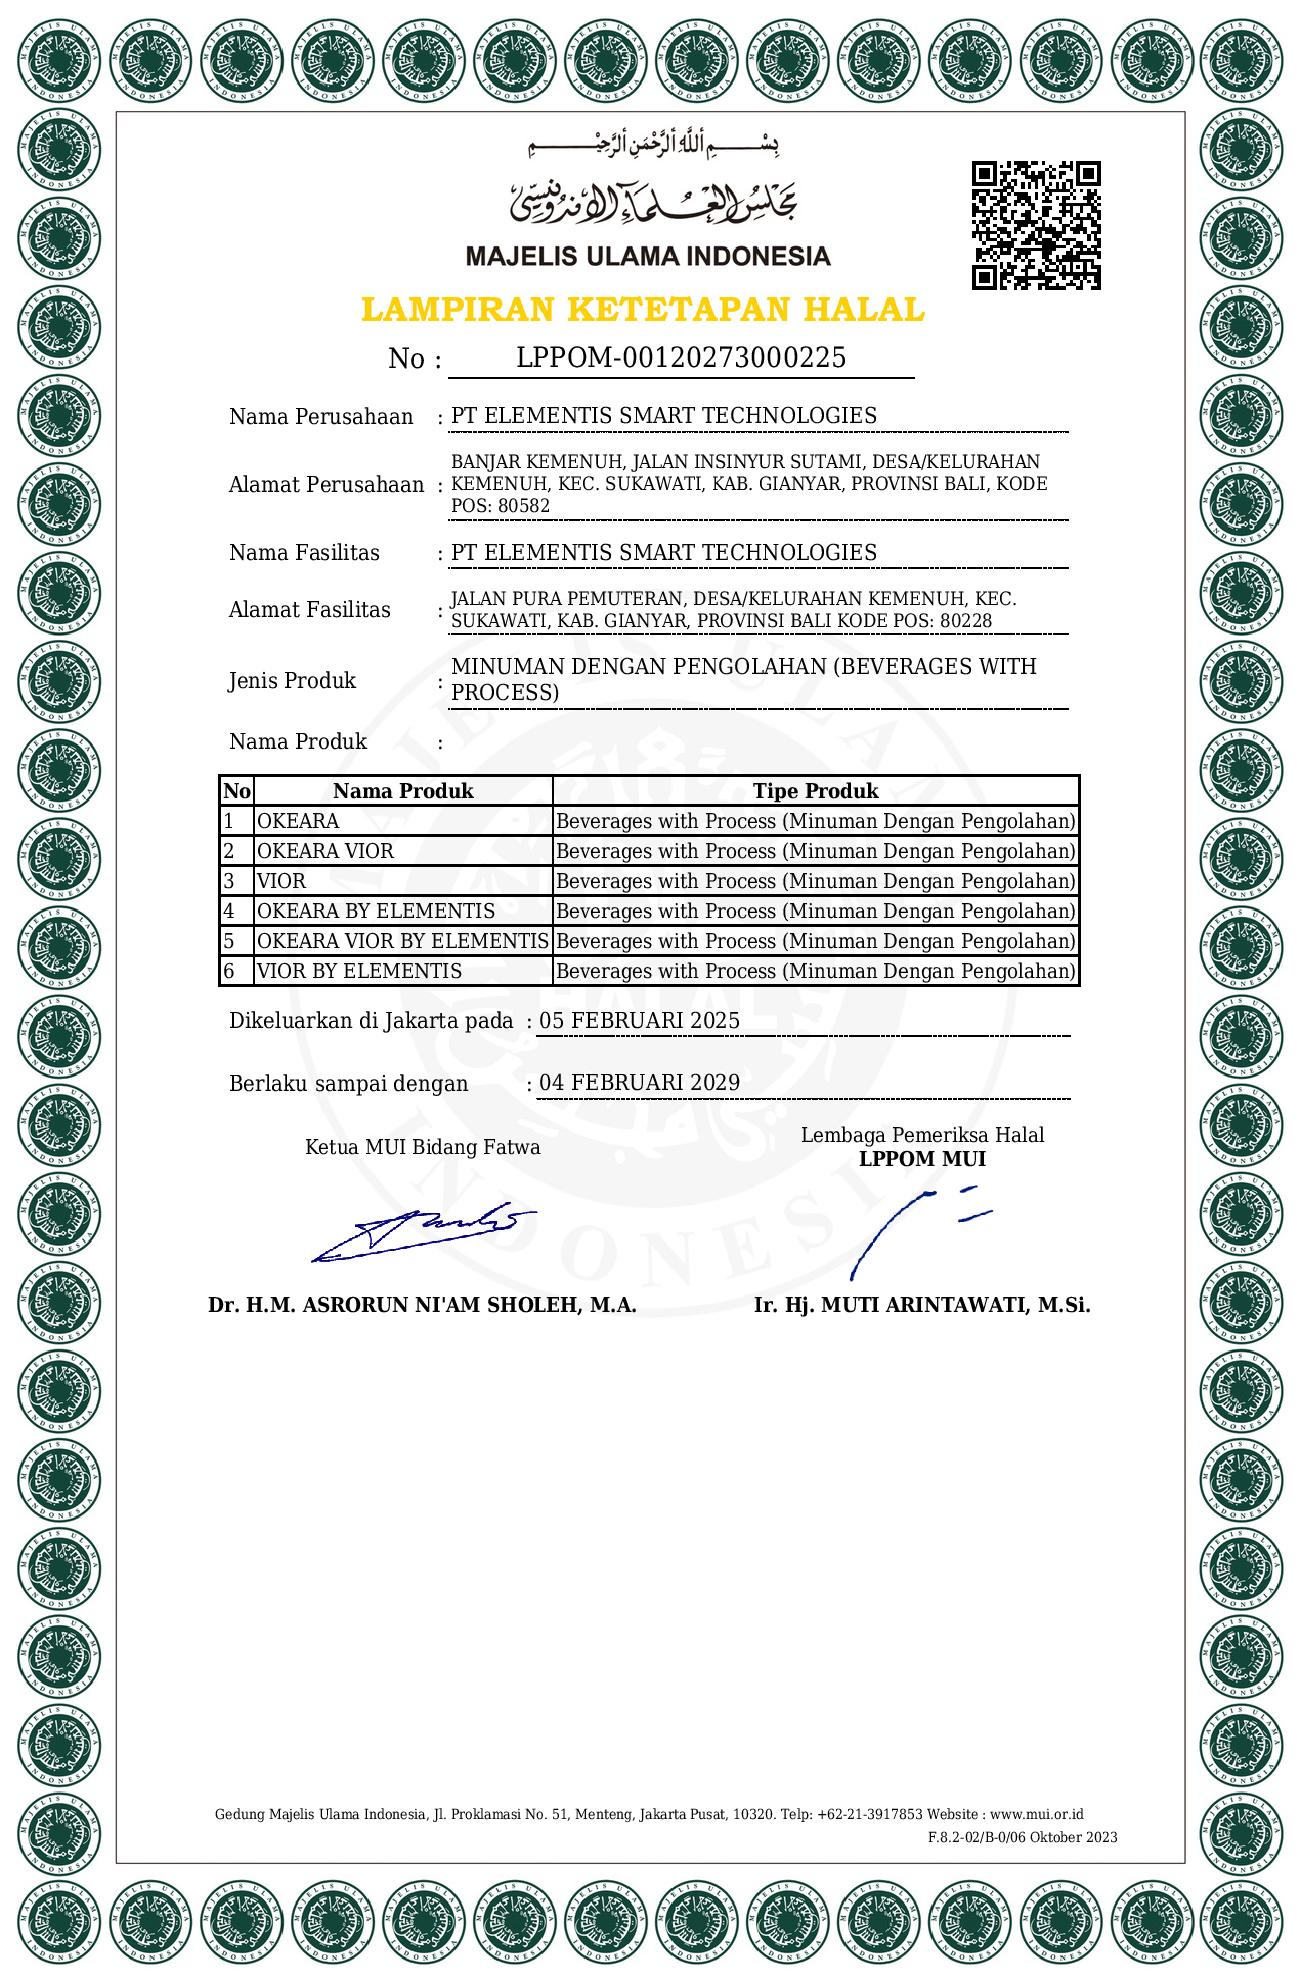 بِسْمِ اللَّهِ الرَّحْمَنِ الرَّحِيْمِ
مَجْلِسُ الْعُلَمَاءِ الْإِنْدُونِيْسِيّ
MAJELIS ULAMA INDONESIA
LAMPIRAN KETETAPAN HALAL
No : LPPOM-00120273000225
Nama Perusahaan : PT ELEMENTIS SMART TECHNOLOGIES
Alamat Perusahaan : BANJAR KEMENUH, JALAN INSINYUR SUTAMI, DESA/KELURAHAN
KEMENUH, KEC. SUKAWATI, KAB. GIANYAR, PROVINSI BALI, KODE
POS: 80582
Nama Fasilitas : PT ELEMENTIS SMART TECHNOLOGIES
Alamat Fasilitas : JALAN PURA PEMUTERAN, DESA/KELURAHAN KEMENUH, KEC.
SUKAWATI, KAB. GIANYAR, PROVINSI BALI KODE POS: 80228
Jenis Produk : MINUMAN DENGAN PENGOLAHAN (BEVERAGES WITH
PROCESS)
Nama Produk :
No Nama Produk Tipe Produk
1 OKEARA Beverages with Process (Minuman Dengan Pengolahan)
2 OKEARA VIOR Beverages with Process (Minuman Dengan Pengolahan)
3 VIOR Beverages with Process (Minuman Dengan Pengolahan)
4 OKEARA BY ELEMENTIS Beverages with Process (Minuman Dengan Pengolahan)
5 OKEARA VIOR BY ELEMENTIS Beverages with Process (Minuman Dengan Pengolahan)
6 VIOR BY ELEMENTIS Beverages with Process (Minuman Dengan Pengolahan)
Dikeluarkan di Jakarta pada : 05 FEBRUARI 2025
Berlaku sampai dengan : 04 FEBRUARI 2029
Ketua MUI Bidang Fatwa
Lembaga Pemeriksa Halal
LPPOM MUI
Dr. H.M. ASRORUN NI'AM SHOLEH, M.A.
Ir. Hj. MUTI ARINTAWATI, M.Si.
Gedung Majelis Ulama Indonesia, Jl. Proklamasi No. 51, Menteng, Jakarta Pusat, 10320. Telp: +62-21-3917853 Website : www.mui.or.id
F.8.2-02/B-0/06 Oktober 2023